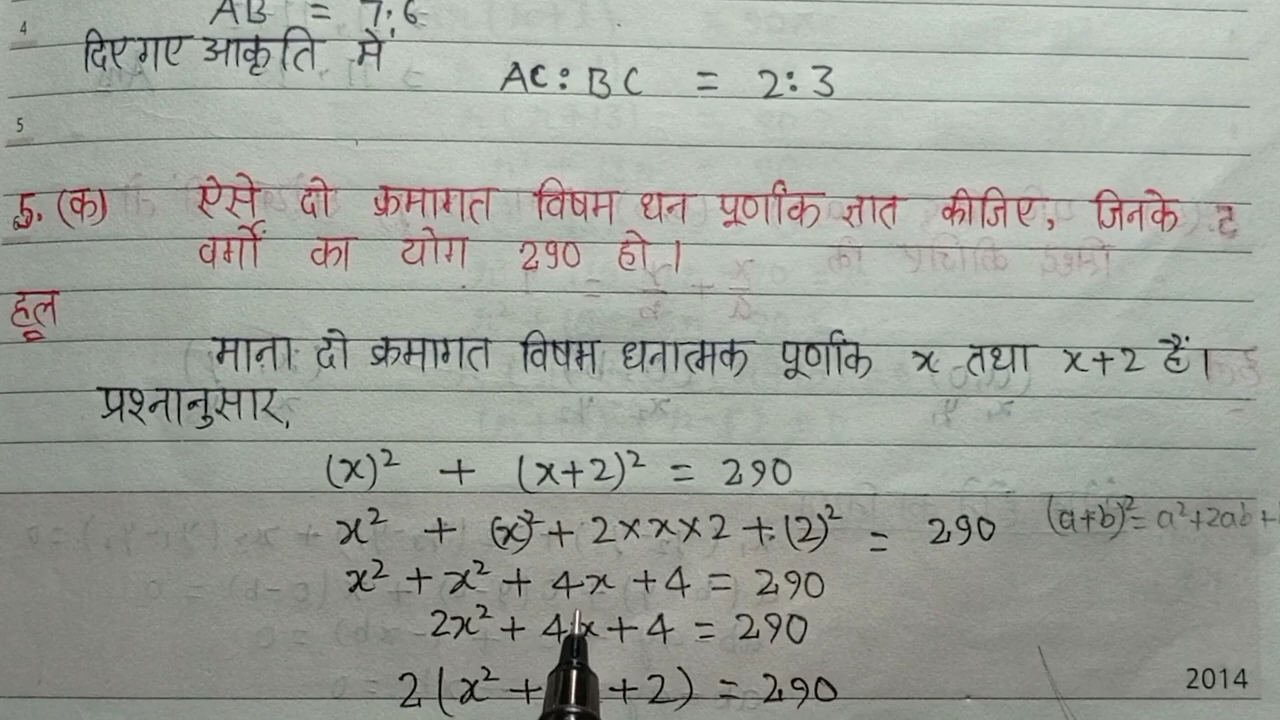 4
AB = 7.6
दिए गए आकृति में
AC : BC = 2 : 3
5
5. (क) ऐसे दो क्रमागत विषम धन पूर्णांक ज्ञात कीजिए, जिनके
वर्गों का योग 290 हो।
हल
माना दो क्रमागत विषम धनात्मक पूर्णांक x तथा x+2 हैं।
प्रश्नानुसार,
(x)² + (x+2)² = 290
x² + (x)² + 2×x×2 + (2)² = 290 (a+b)² = a²+2ab+
x² + x² + 4x + 4 = 290
2x² + 4x + 4 = 290
2(x² + +2) = 290
2014